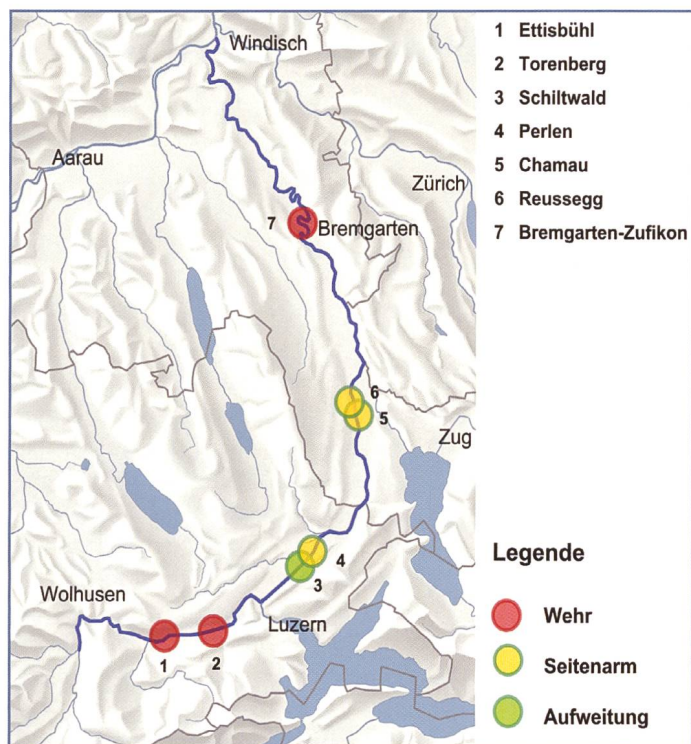 Windisch
Aarau
Zürich
7
Bremgarten
6
5
Zug
4
3
Wolhusen
Luzern
1
2
1 Ettisbühl
2 Torenberg
3 Schiltwald
4 Perlen
5 Chamau
6 Reussegg
7 Bremgarten-Zufikon
Legende
Wehr
Seitenarm
Aufweitung